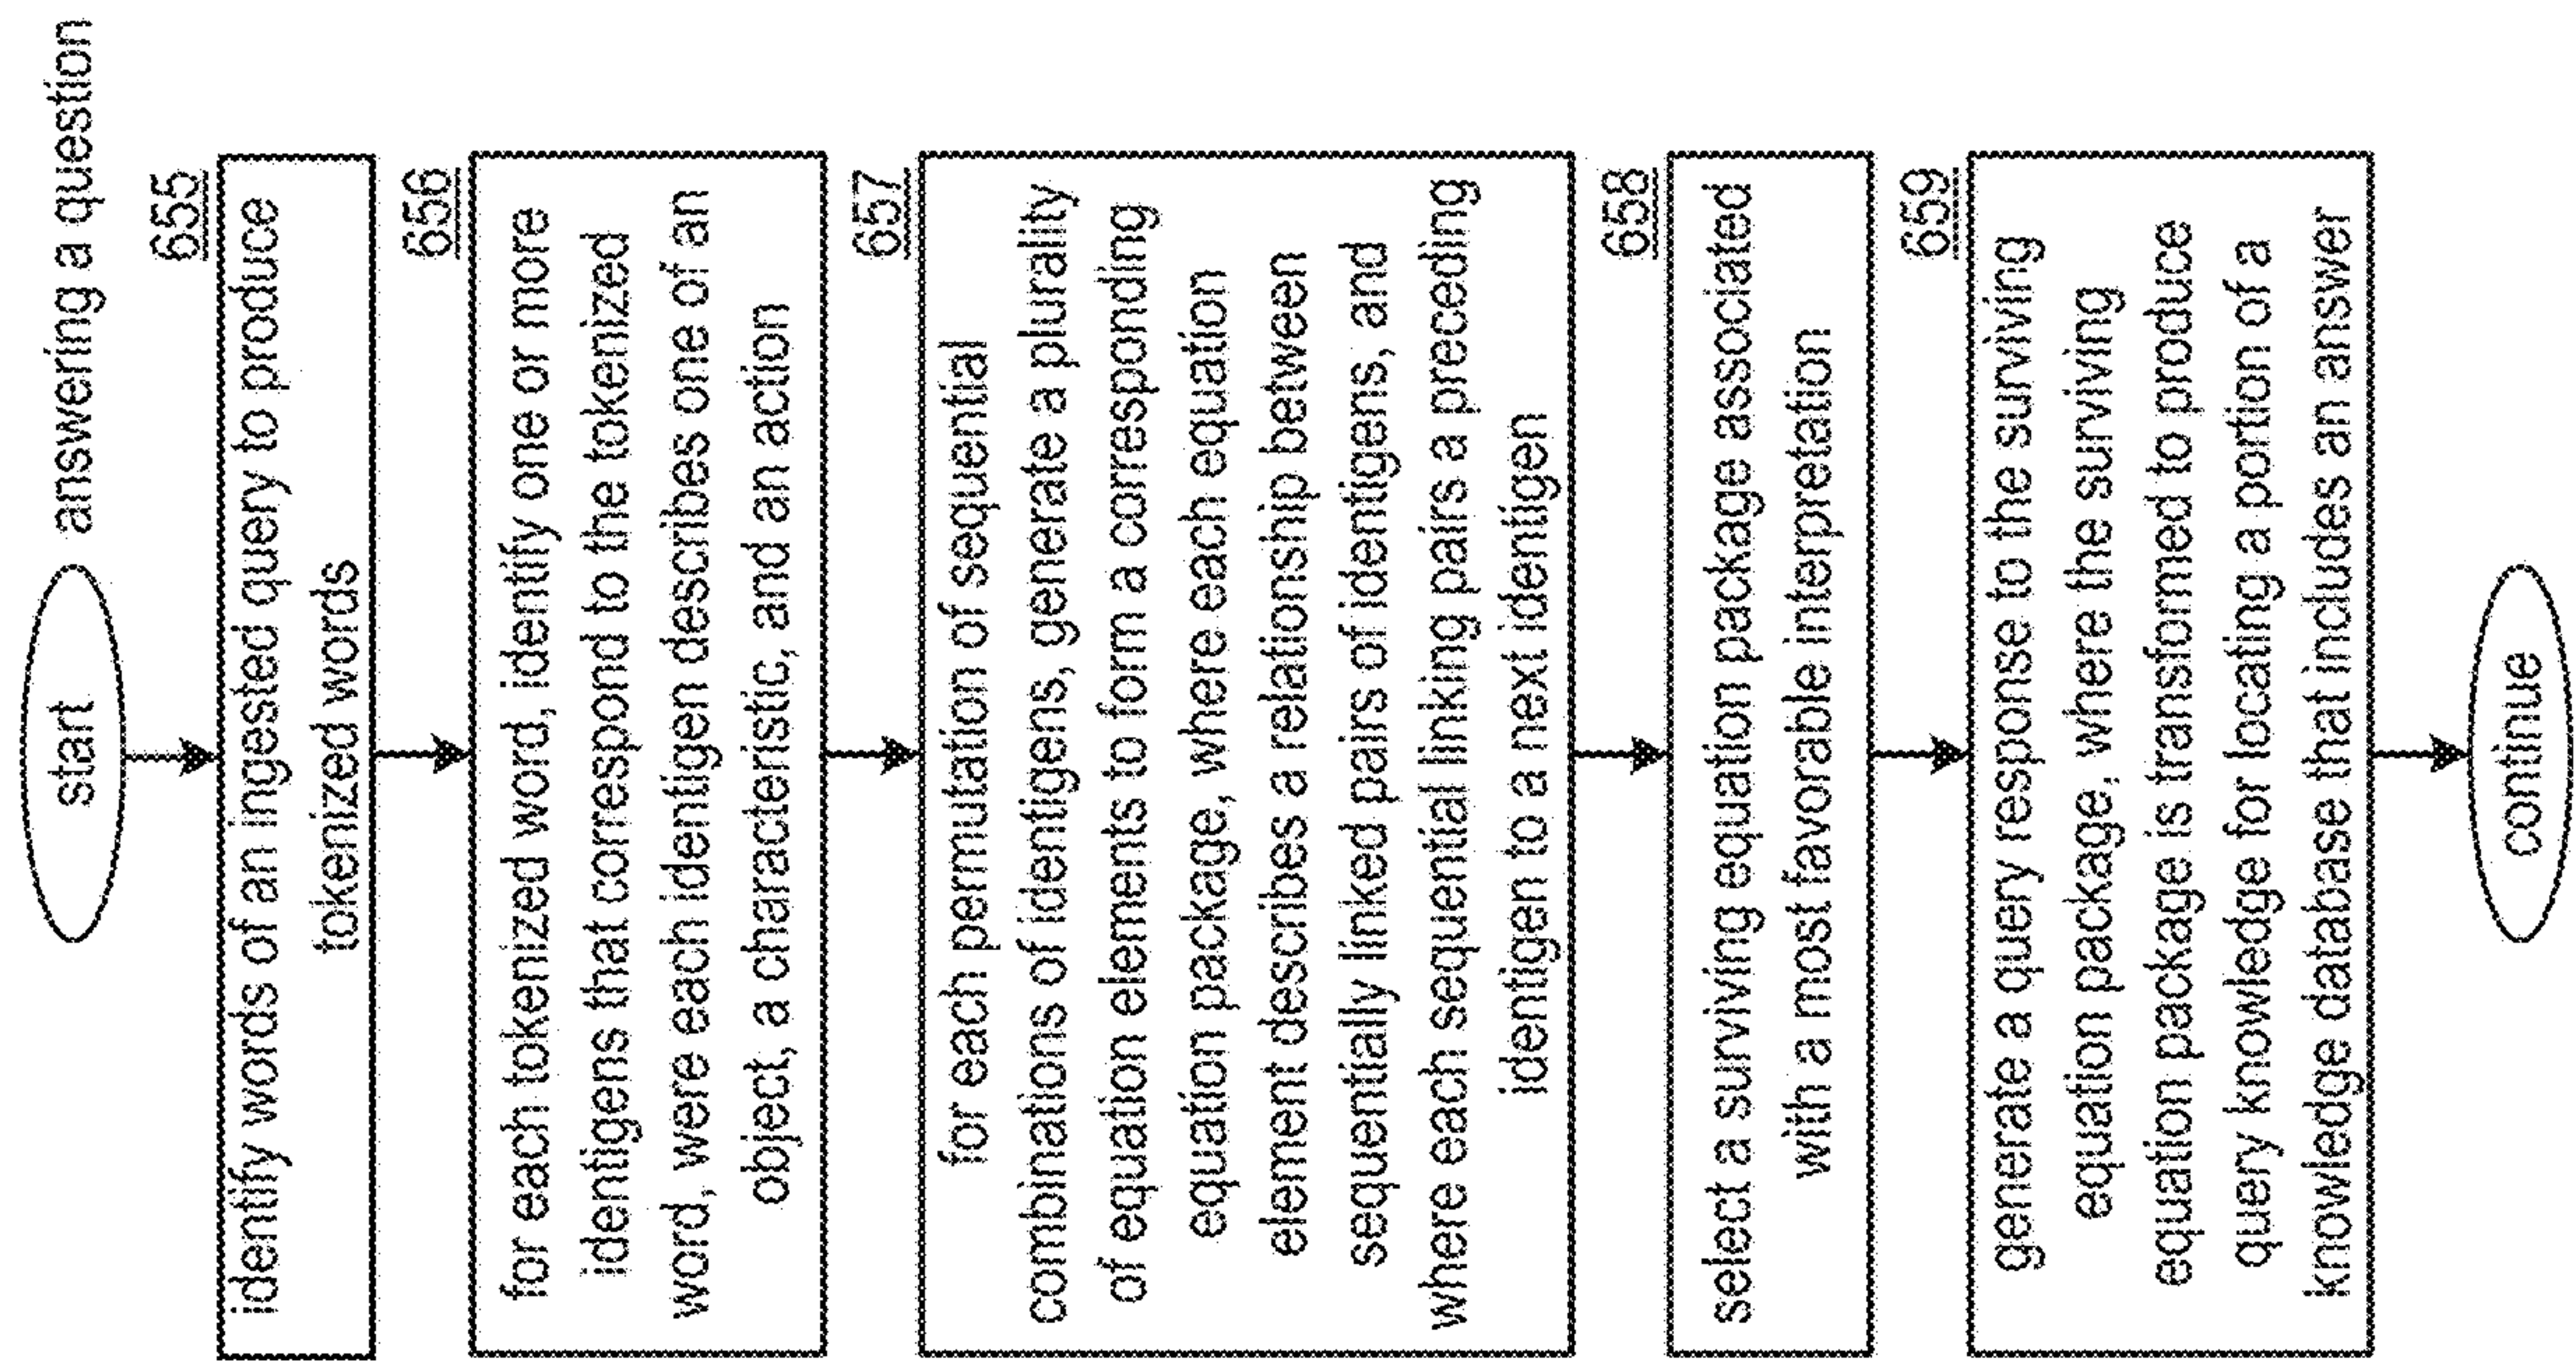 start
answering a question
655
identify words of an ingested query to produce
tokenized words
656
for each tokenized word, identify one or more
identigens that correspond to the tokenized
word, were each identigen describes one of an
object, a characteristic, and an action
657
for each permutation of sequential
combinations of identigens, generate a plurality
of equation elements to form a corresponding
equation package, where each equation
element describes a relationship between
sequentially linked pairs of identigens, and
where each sequential linking pairs a preceding
identigen to a next identigen
658
select a surviving equation package associated
with a most favorable interpretation
659
generate a query response to the surviving
equation package, where the surviving
equation package is transformed to produce
query knowledge for locating a portion of a
knowledge database that includes an answer
continue